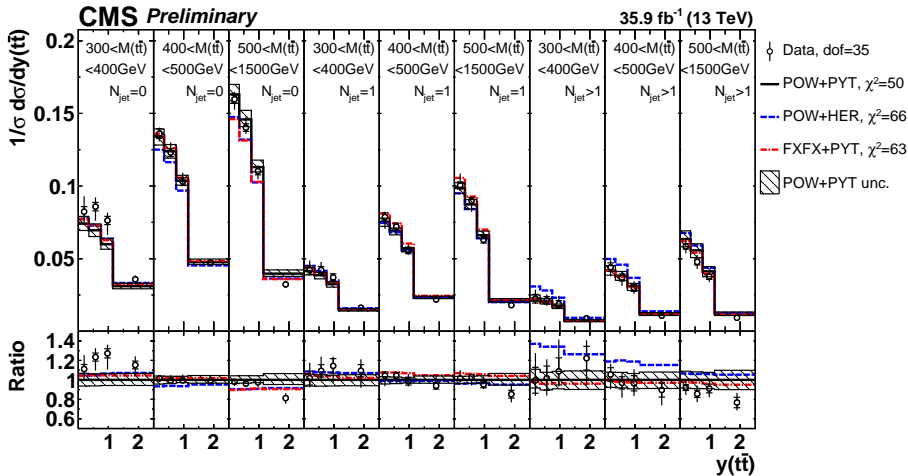 CMS Preliminary 35.9 fb⁻¹ (13 TeV)
1/σ dσ/dy(tt̄)
0.2
0.15
0.1
0.05
300<M(tt̄)
<400GeV
N_jet=0
400<M(tt̄)
<500GeV
N_jet=0
500<M(tt̄)
<1500GeV
N_jet=0
300<M(tt̄)
<400GeV
N_jet=1
400<M(tt̄)
<500GeV
N_jet=1
500<M(tt̄)
<1500GeV
N_jet=1
300<M(tt̄)
<400GeV
N_jet>1
400<M(tt̄)
<500GeV
N_jet>1
500<M(tt̄)
<1500GeV
N_jet>1
Data, dof=35
POW+PYT, χ²=50
POW+HER, χ²=66
FXFX+PYT, χ²=63
POW+PYT unc.
Ratio
1.4
1.2
1
0.8
0.6
1 2 1 2 1 2 1 2 1 2 1 2 1 2 1 2 1 2
y(tt̄)